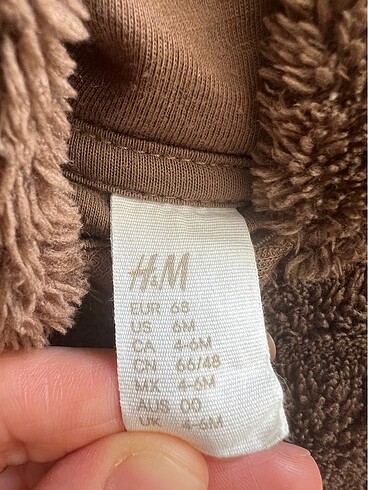 H&M
EUR 68
US 6M
CA 4-6M
CN 66/48
MX 4-6M
AUS 00
UK 4-6M